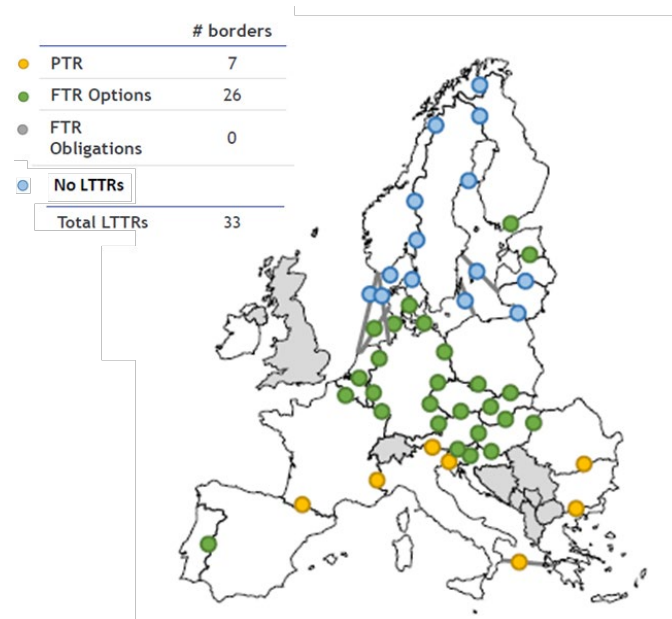 # borders
PTR 7
FTR Options 26
FTR
Obligations 0
No LTTRs
Total LTTRs 33